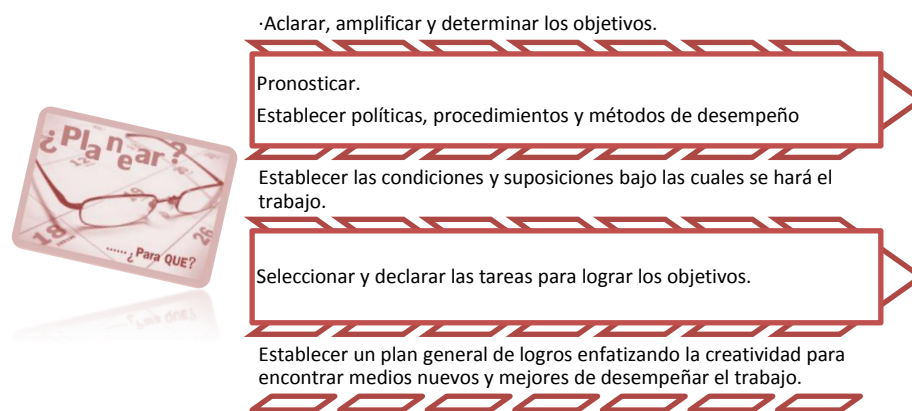 ·Aclarar, amplificar y determinar los objetivos.
Pronosticar.
Establecer políticas, procedimientos y métodos de desempeño
¿Planear?
18
26
......¿Para QUE?
Establecer las condiciones y suposiciones bajo las cuales se hará el
trabajo.
Seleccionar y declarar las tareas para lograr los objetivos.
Establecer un plan general de logros enfatizando la creatividad para
encontrar medios nuevos y mejores de desempeñar el trabajo.